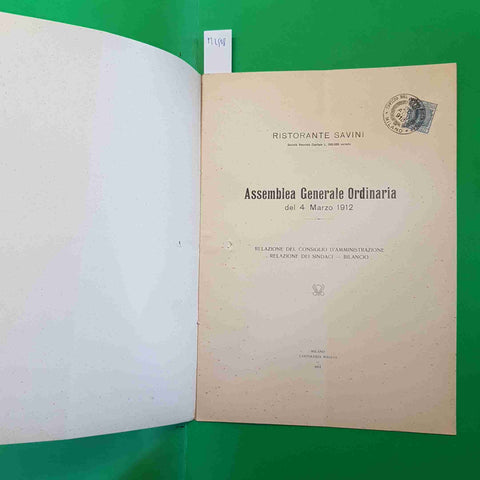 RISTORANTE SAVINI
Assemblea Generale Ordinaria
del 4 Marzo 1912
RELAZIONE DEL CONSIGLIO D'AMMINISTRAZIONE
RELAZIONE DEI SINDACI - BILANCIO
MILANO
1912
MILANO